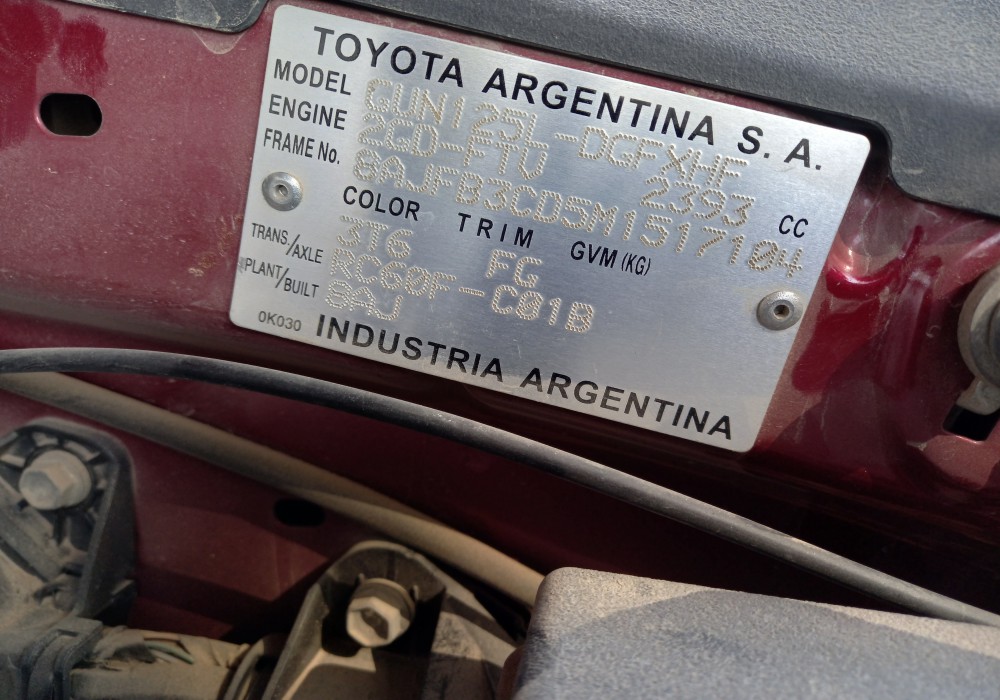 TOYOTA ARGENTINA S. A.
MODEL GUN125L-DGFXHF
ENGINE 2GD-FTV 2393 CC
FRAME No. 8AJFB3CD5M1517104
COLOR TRIM GVM (KG)
3T6 FG
TRANS./AXLE RC60F-C01B
PLANT/BUILT 8AJ
0K030 INDUSTRIA ARGENTINA